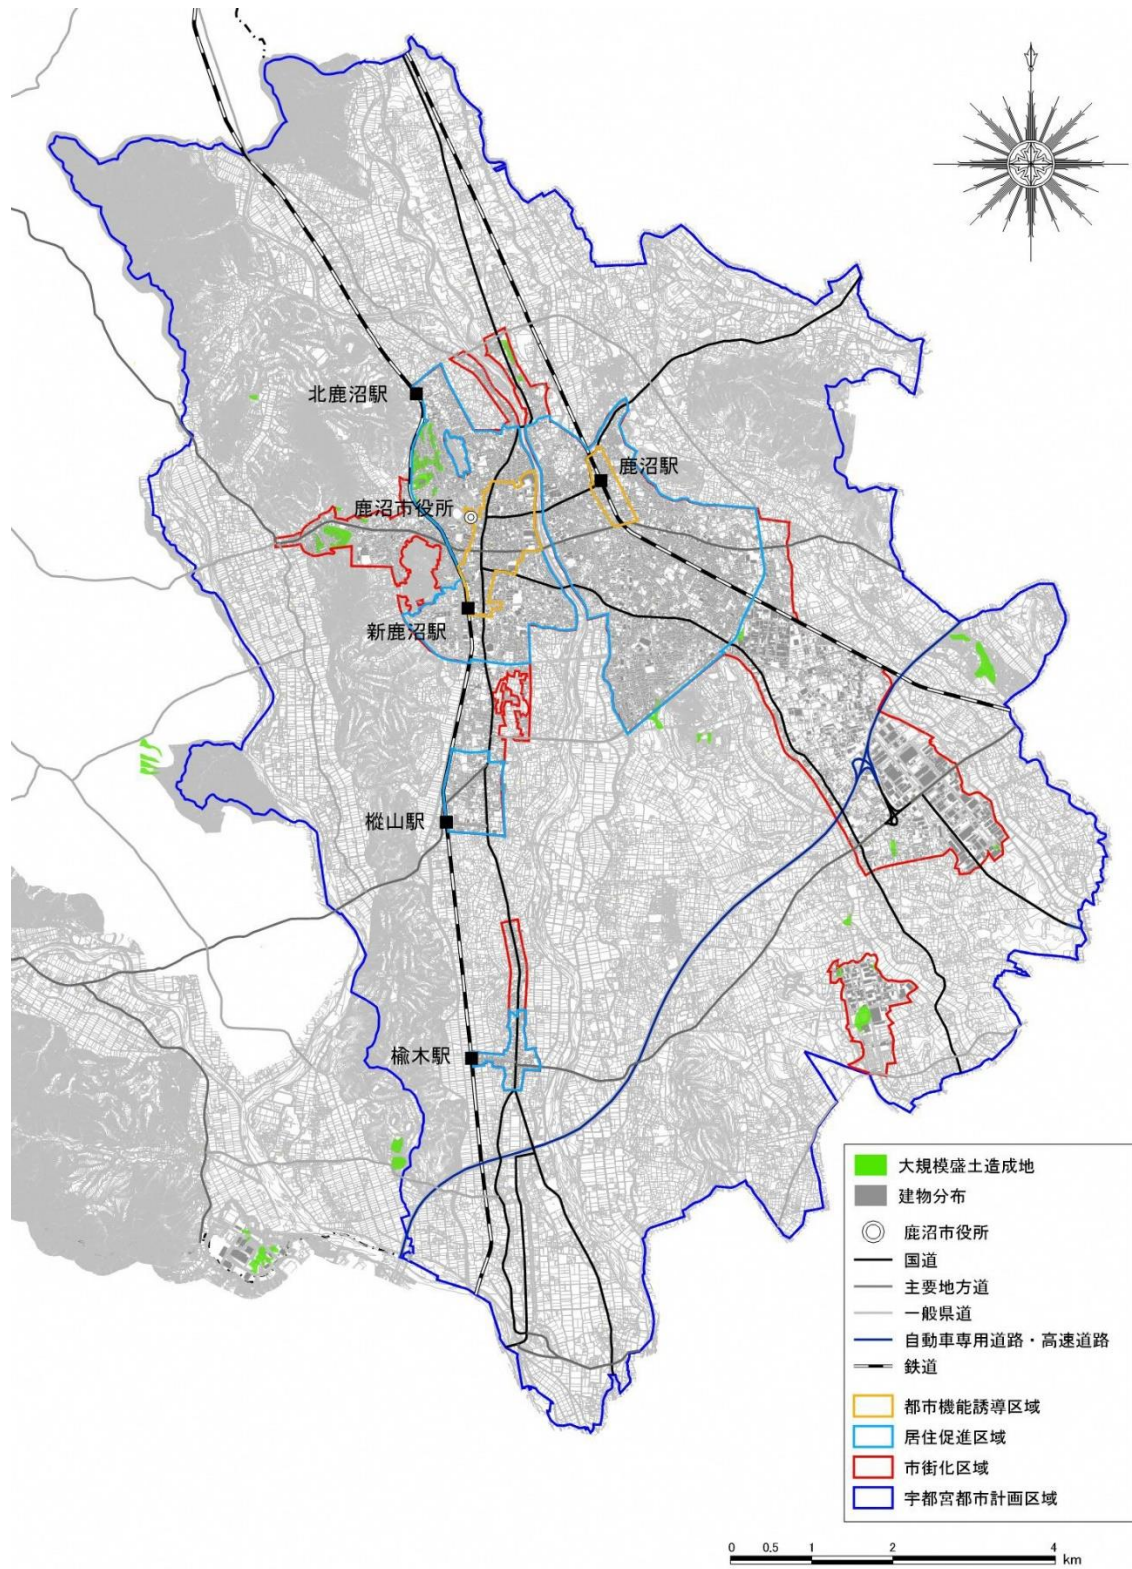 北鹿沼駅
鹿沼駅
鹿沼市役所
新鹿沼駅
樅山駅
楡木駅
大規模盛土造成地
建物分布
鹿沼市役所
国道
主要地方道
一般県道
自動車専用道路・高速道路
鉄道
都市機能誘導区域
居住促進区域
市街化区域
宇都宮都市計画区域
0 0.5 1 2 4
km